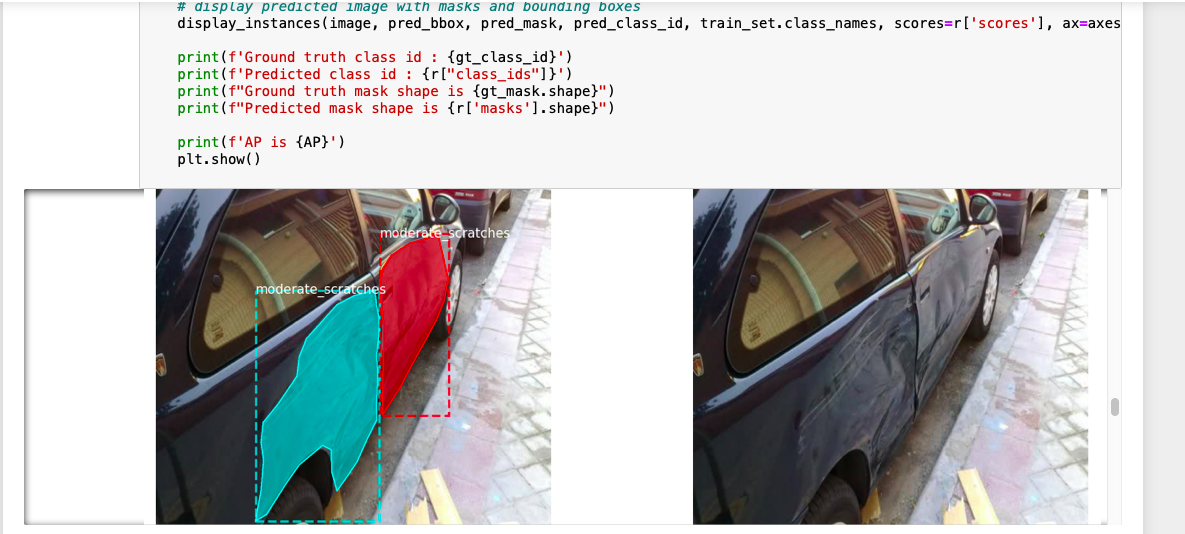 # display predicted image with masks and bounding boxes
display_instances(image, pred_bbox, pred_mask, pred_class_id, train_set.class_names, scores=r['scores'], ax=axes
print(f'Ground truth class id : {gt_class_id}')
print(f'Predicted class id : {r["class_ids"]}')
print(f"Ground truth mask shape is {gt_mask.shape}")
print(f"Predicted mask shape is {r['masks'].shape}")
print(f'AP is {AP}')
plt.show()
moderate_scratches
moderate_scratches